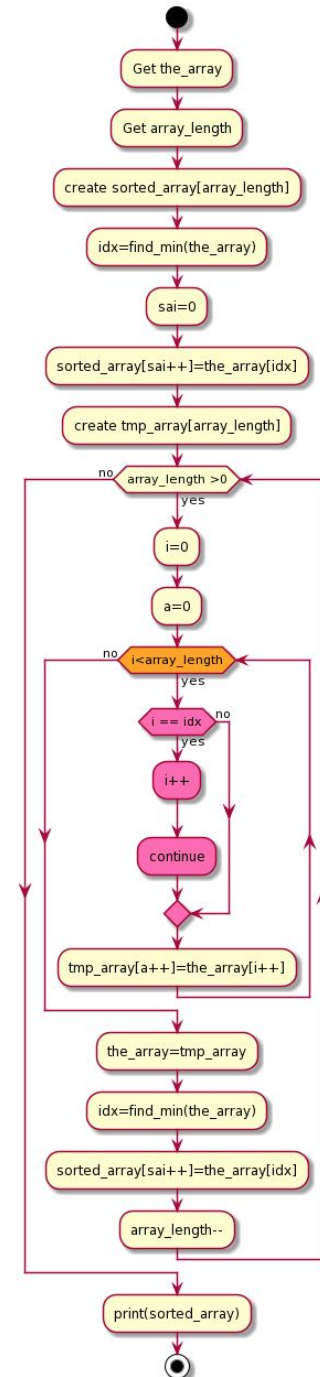 Get the_array
Get array_length
create sorted_array[array_length]
idx=find_min(the_array)
sai=0
sorted_array[sai++]=the_array[idx]
create tmp_array[array_length]
no
array_length >0
yes
i=0
a=0
no
i<array_length
yes
i == idx
no
yes
i++
continue
tmp_array[a++]=the_array[i++]
the_array=tmp_array
idx=find_min(the_array)
sorted_array[sai++]=the_array[idx]
array_length--
print(sorted_array)